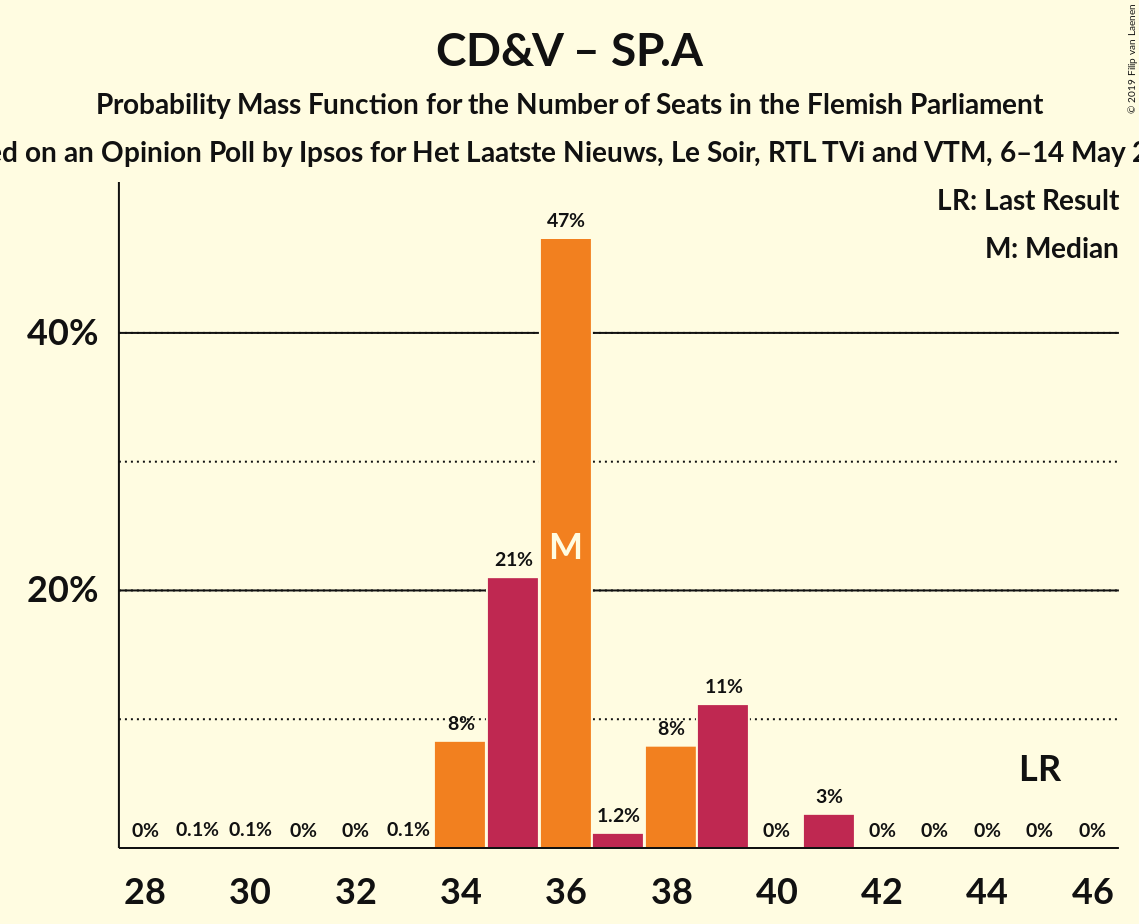 CD&V – SP.A
Probability Mass Function for the Number of Seats in the Flemish Parliament
on an Opinion Poll by Ipsos for Het Laatste Nieuws, Le Soir, RTL TVi and VTM, 6–14 May
© 2019 Filip van Laenen
LR: Last Result
M: Median
40%
20%
0% 0.1% 0.1% 0% 0% 0.1% 8% 21% 47% 1.2% 8% 11% 0% 3% 0% 0% 0% 0% 0%
M
LR
28 30 32 34 36 38 40 42 44 46